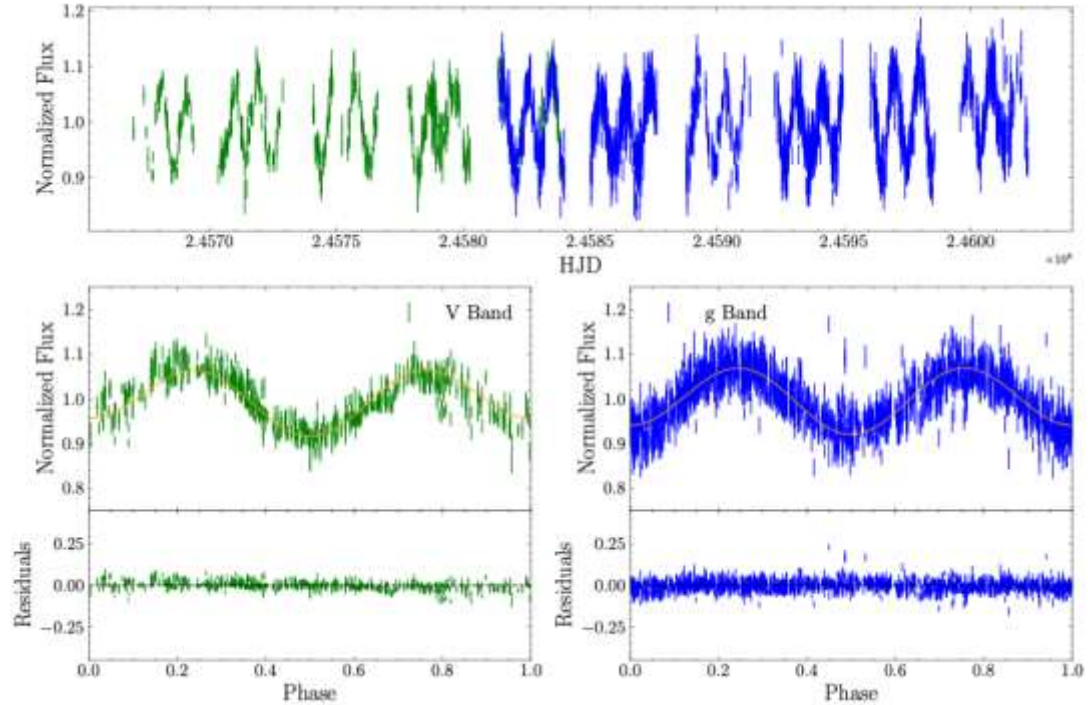 1.2
1.1
1.0
0.9
Normalized Flux
2.4570 2.4575 2.4580 2.4585 2.4590 2.4595 2.4600
HJD
1.2
1.1
1.0
0.9
0.8
Normalized Flux
V Band
0.25
0.00
−0.25
Residuals
0.0 0.2 0.4 0.6 0.8 1.0
Phase
1.2
1.1
1.0
0.9
0.8
Normalized Flux
g Band
0.25
0.00
−0.25
Residuals
0.0 0.2 0.4 0.6 0.8 1.0
Phase